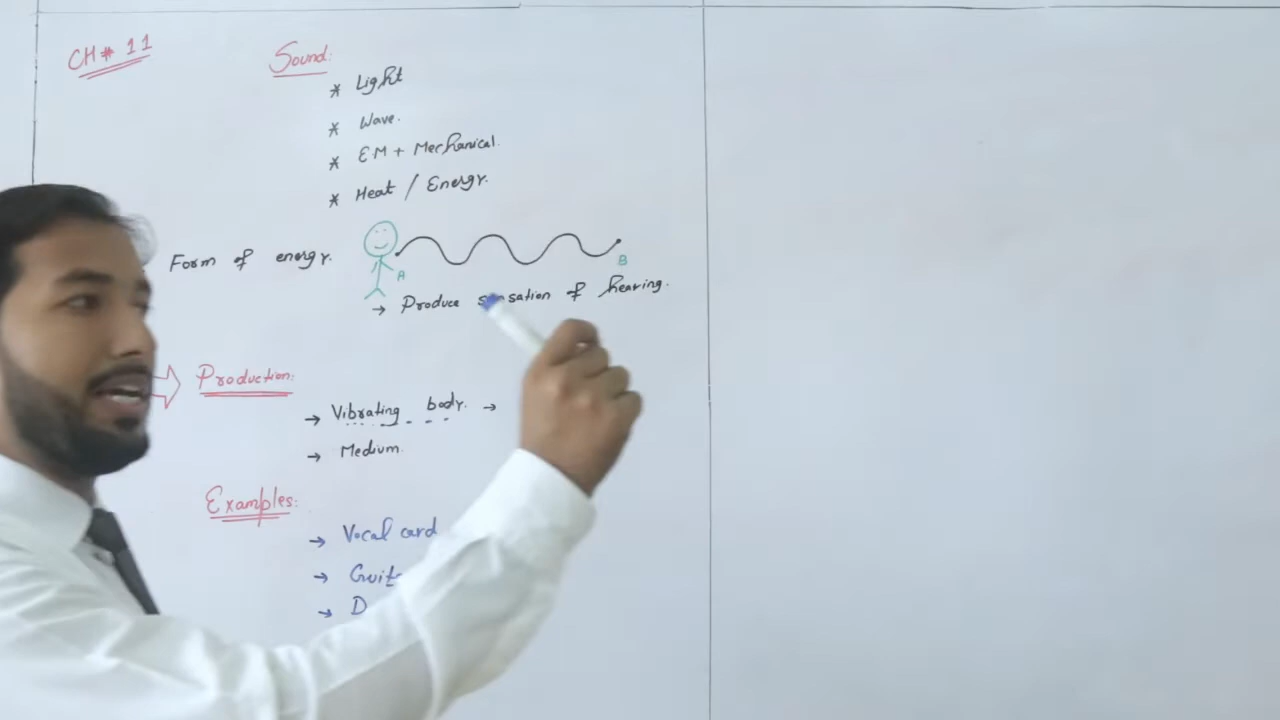 CH# 11
Sound:
* Light
* Wave.
* EM + Mechanical.
* Heat / Energy.
Form of energy.
A
B
→ Produce sensation of hearing.
Production:
→ Vibrating body. →
→ Medium.
Examples:
→ Vocal card
→
→